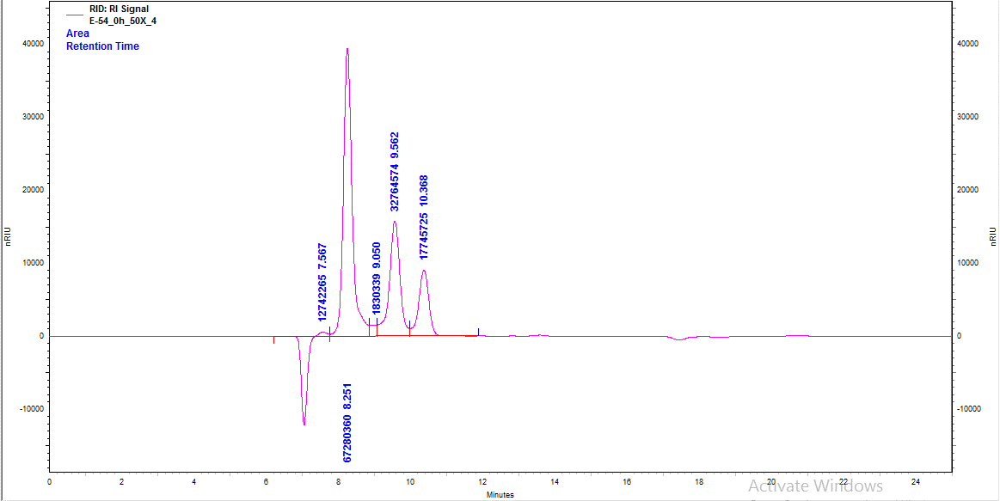 RID: RI Signal
E-54_0h_50X_4
Area
Retention Time
40000
30000
20000
10000
0
-10000
nRIU
12742265 7.567
67280360 8.251
1830339 9.050
32764574 9.562
17745725 10.368
40000
30000
20000
10000
0
-10000
nRIU
0 2 4 6 8 10 12 14 16 18 20 22 24
Minutes
Activate Windows